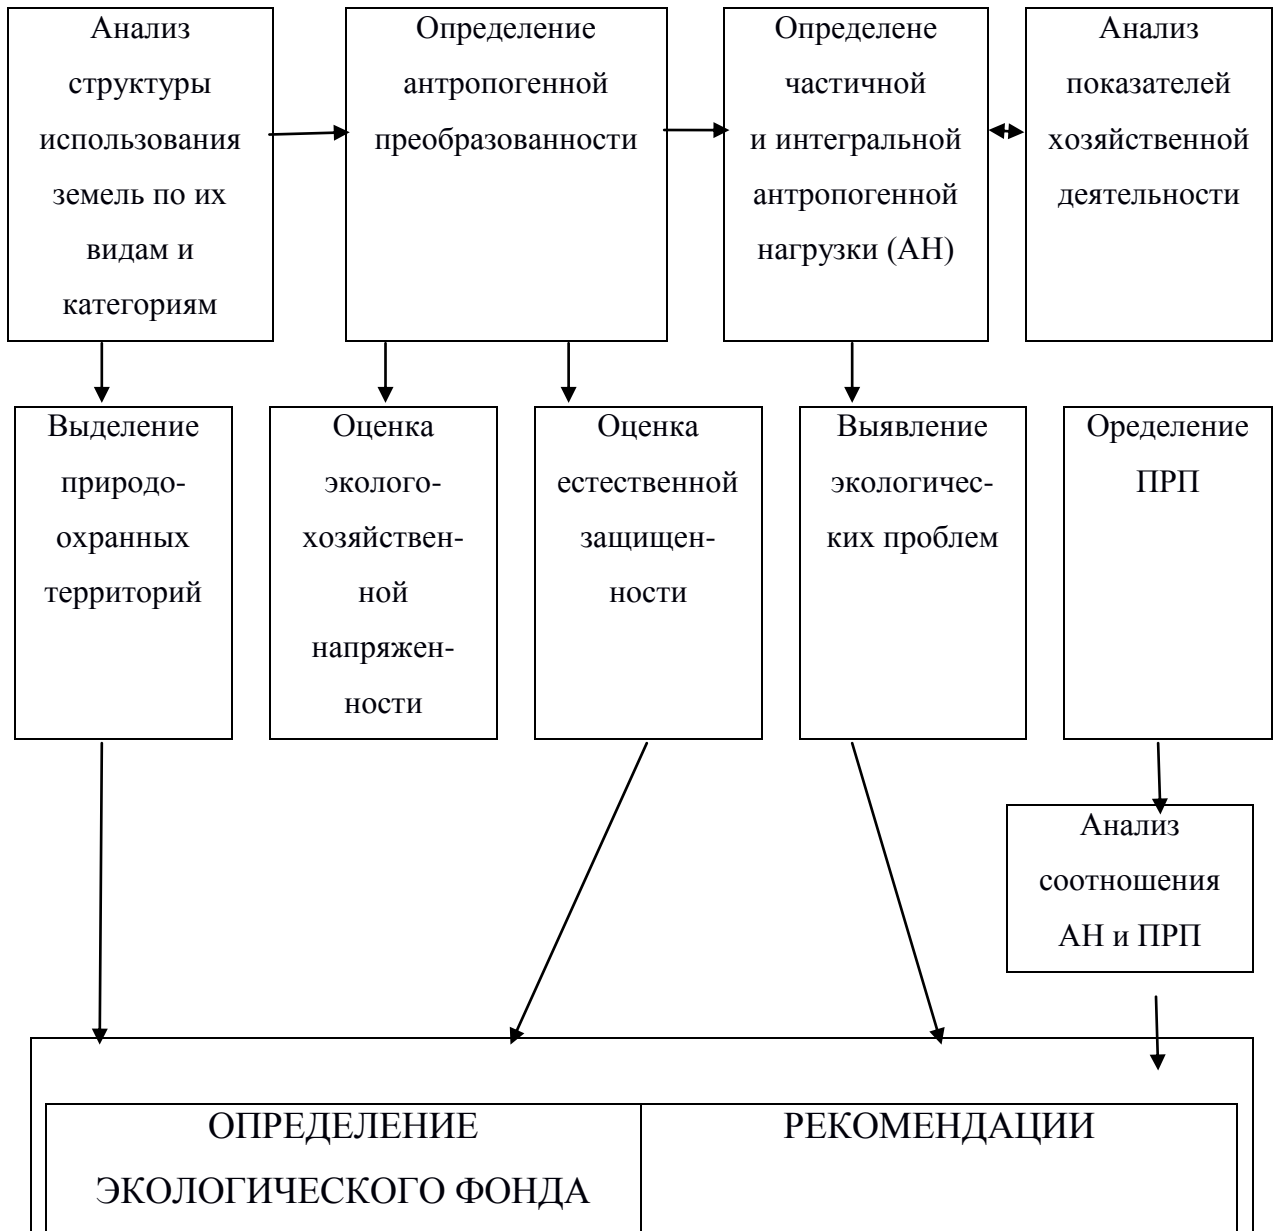 Анализ
структуры
использования
земель по их
видам и
категориям
Определение
антропогенной
преобразованности
Определене
частичной
и интегральной
антропогенной
нагрузки (АН)
Анализ
показателей
хозяйственной
деятельности
Выделение
природо-
охранных
территорий
Оценка
эколого-
хозяйствен-
ной
напряжен-
ности
Оценка
естественной
защищен-
ности
Выявление
экологичес-
ких проблем
Оределение
ПРП
Анализ
соотношения
АН и ПРП
ОПРЕДЕЛЕНИЕ
ЭКОЛОГИЧЕСКОГО ФОНДА
РЕКОМЕНДАЦИИ